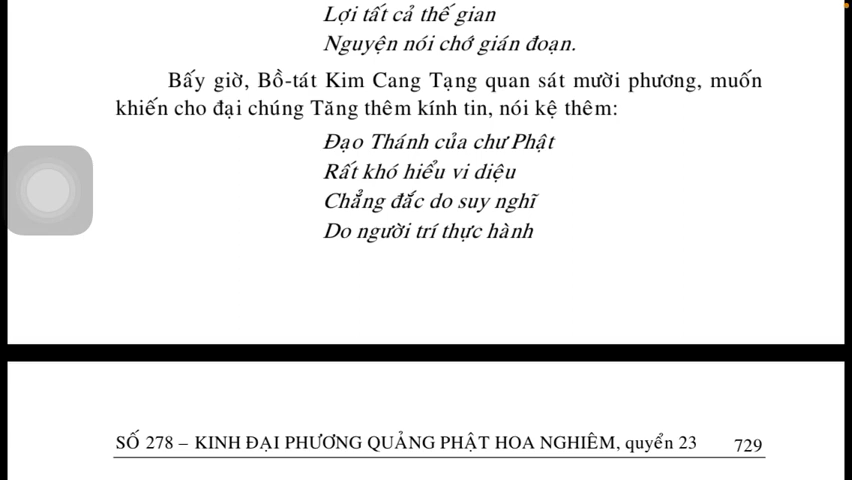 Lợi tất cả thế gian
Nguyện nói chớ gián đoạn.
Bấy giờ, Bồ-tát Kim Cang Tạng quan sát mười phương, muốn
khiến cho đại chúng Tăng thêm kính tin, nói kệ thêm:
Đạo Thánh của chư Phật
Rất khó hiểu vi diệu
Chẳng đắc do suy nghĩ
Do người trí thực hành
SỐ 278 – KINH ĐẠI PHƯƠNG QUẢNG PHẬT HOA NGHIÊM, quyển 23 729